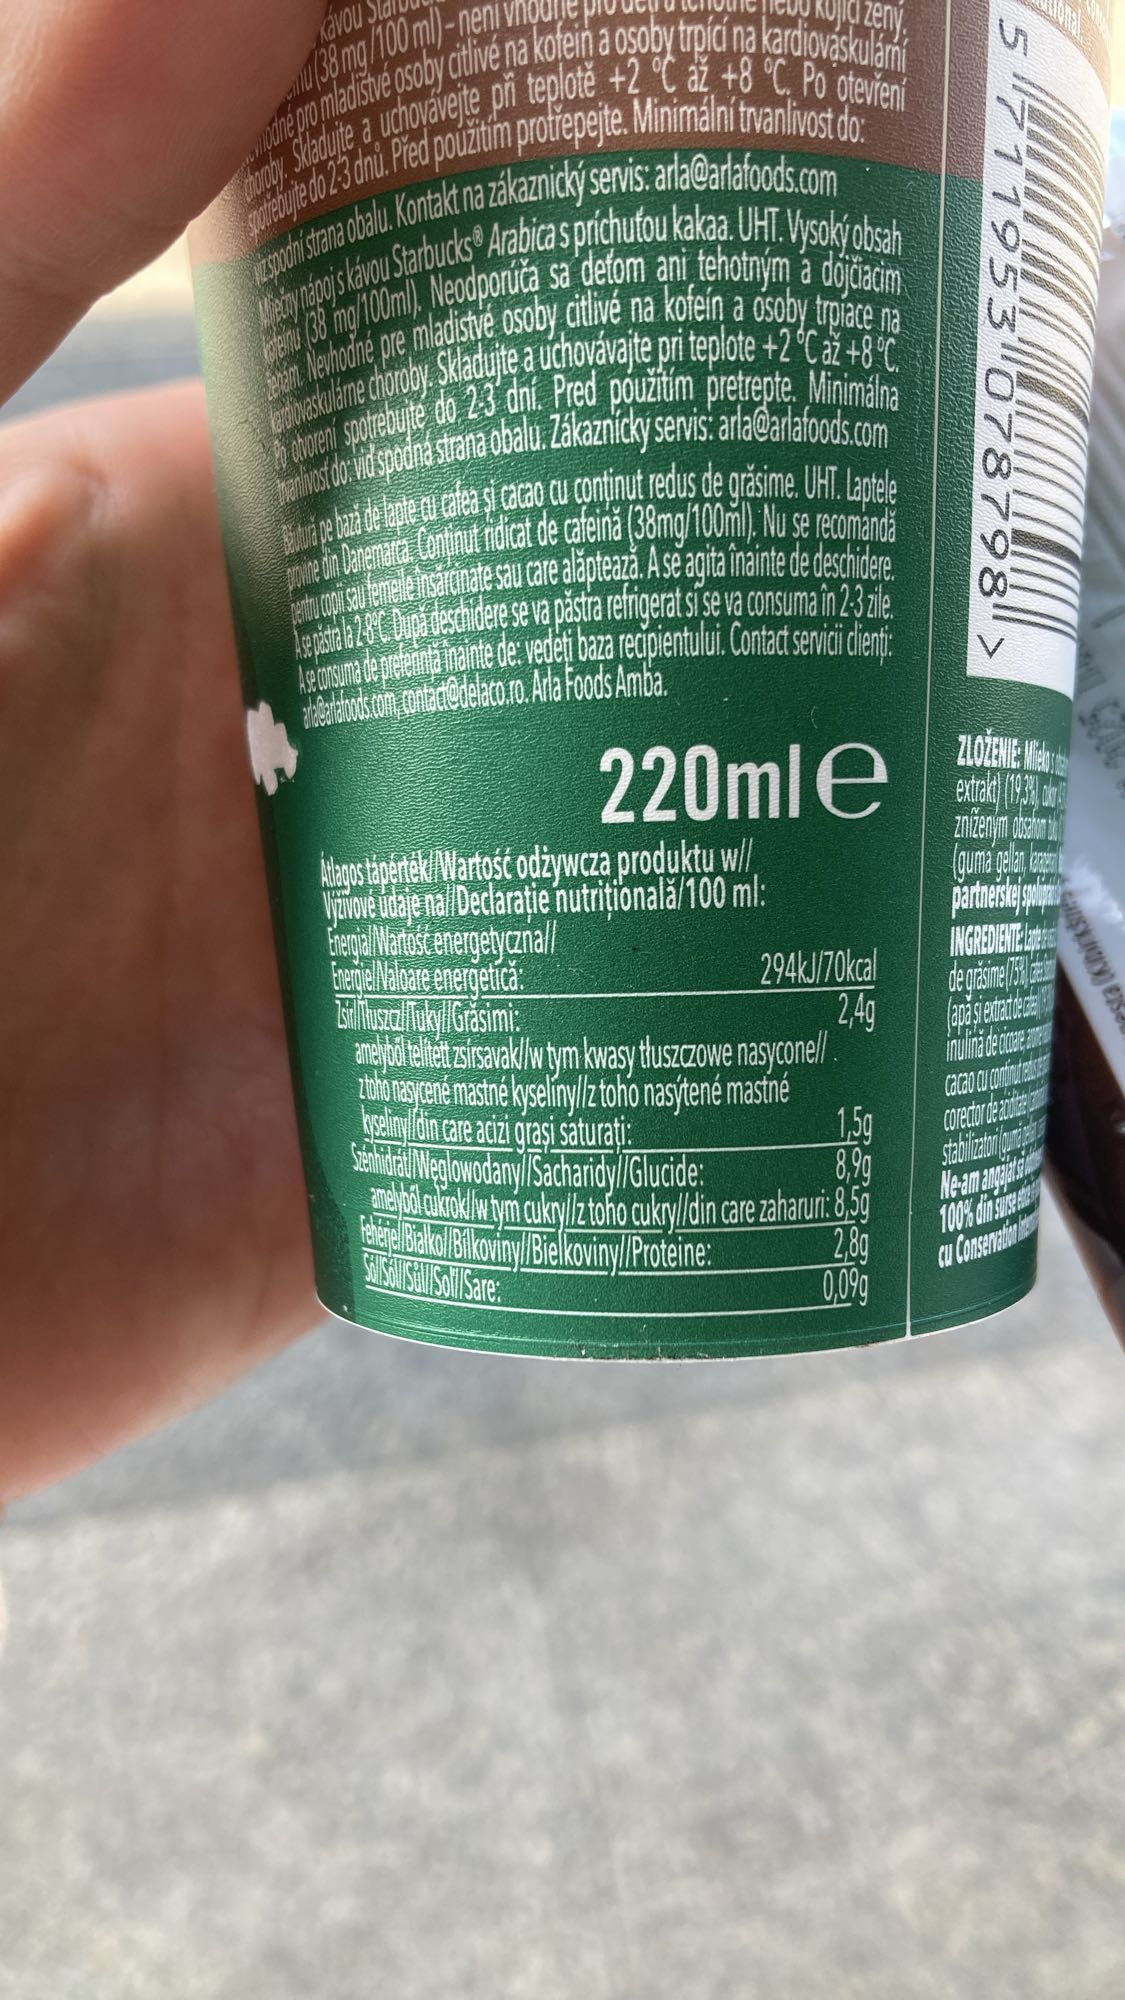 kávou
(38 mg/100 ml) – není vhodné pro děti a těhotné nebo kojící ženy.
pro mladistvé osoby citlivé na kofein a osoby trpící na kardiovaskulární
choroby. Skladujte a uchovávejte při teplotě +2 °C až +8 °C. Po otevření
spotřebujte do 2-3 dnů. Před použitím protřepejte. Minimální trvanlivost do:
viz spodní strana obalu. Kontakt na zákaznický servis: arla@arlafoods.com
Mliečny nápoj s kávou Starbucks® Arabica s príchuťou kakaa. UHT. Vysoký obsah
kofeínu (38 mg/100ml). Neodporúča sa deťom ani tehotným a dojčiacim
ženám. Nevhodné pre mladistvé osoby citlivé na kofeín a osoby trpiace na
kardiovaskulárne choroby. Skladujte a uchovávajte pri teplote +2 °C až +8 °C.
Po otvorení spotrebujte do 2-3 dní. Pred použitím pretrepte. Minimálna
trvanlivosť do: viď spodná strana obalu. Zákaznícky servis: arla@arlafoods.com
Băutură pe bază de lapte cu cafea și cacao cu conținut redus de grăsime. UHT. Laptele
provine din Danemarca. Conținut ridicat de cafeină (38mg/100ml). Nu se recomandă
pentru copii sau femeile însărcinate sau care alăptează. A se agita înainte de deschidere.
A se păstra la 2-8°C. După deschidere se va păstra refrigerat si se va consuma în 2-3 zile.
A se consuma de preferință înainte de: vedeți baza recipientului. Contact servicii clienți:
arla@arlafoods.com, contact@delaco.ro. Arla Foods Amba.
220ml e
Átlagos tápérték//Wartość odżywcza produktu w//
Výživové údaje na//Declarație nutrițională/100 ml:
Energia//Wartość energetyczna//
Energie//Valoare energetică: 294kJ/70kcal
Zsír//Tłuszcz//Tuky//Grăsimi: 2,4g
amelyből telített zsírsavak//w tym kwasy tłuszczowe nasycone//
z toho nasycené mastné kyseliny//z toho nasýtené mastné
kyseliny//din care acizi grași saturați: 1,5g
Szénhidrát//Węglowodany//Sacharidy//Glucide: 8,9g
amelyből cukrok//w tym cukry//z toho cukry//din care zaharuri: 8,5g
Fehérje//Białko//Bílkoviny//Bielkoviny//Proteine: 2,8g
Só//Sól//Sůl//Soľ//Sare: 0,09g
5 711953 078798 >
ZLOŽENIE: Mlieko s
extrakt) (19,3%), cukor
zníženým obsahom
(guma gellan,
partnerskej
INGREDIENTE: Lapte
de grăsime (75%),
(apă și extract de cafea)
inulină de cicoare,
cacao cu conținut redus
corector de aciditate
stabilizatori (gumă
Ne-am angajat să
100% din surse
cu Conservation